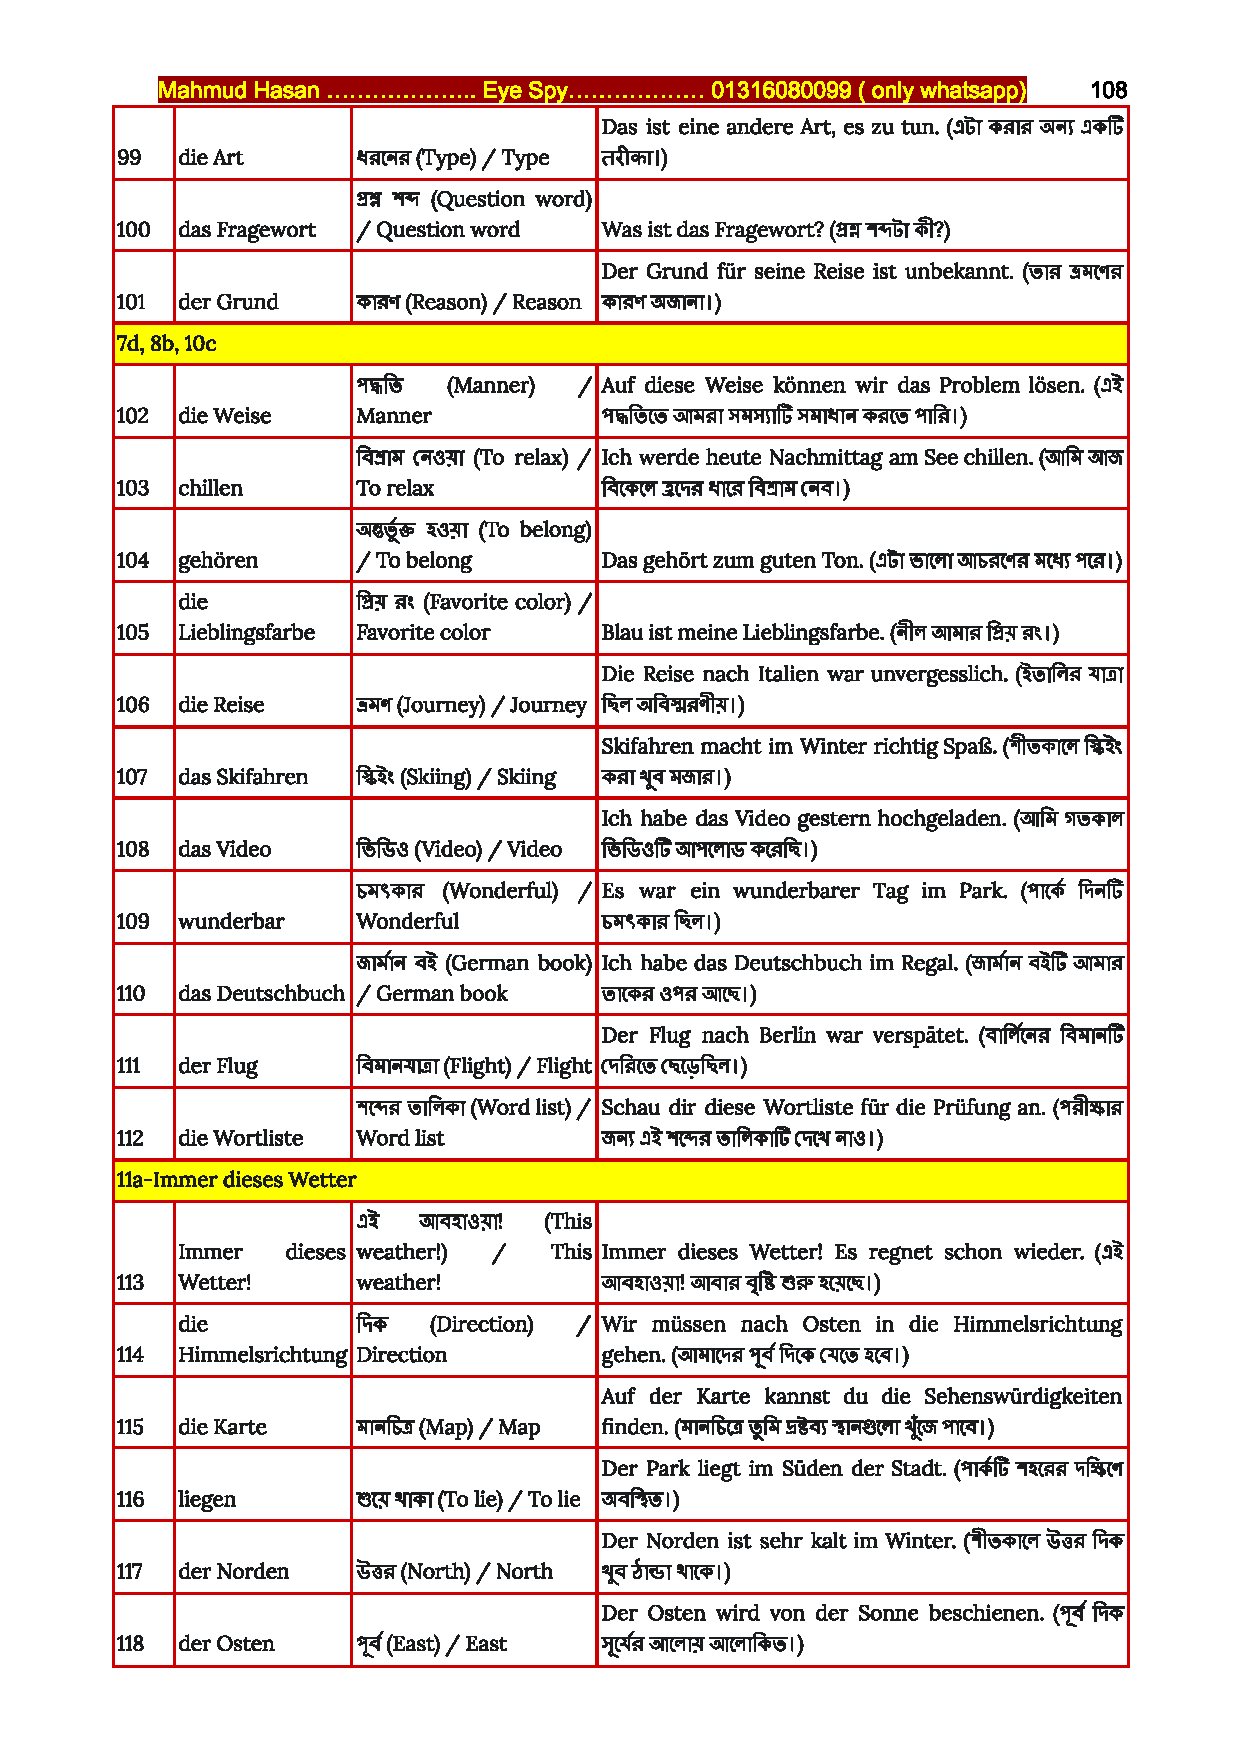 Mahmud Hasan ……………….. Eye Spy……………… 01316080099 ( only whatsapp) 108
Das ist eine andere Art, es zu tun. (এটা করার অন্য একটি
99 die Art ধরনের (Type) / Type তরীকা।)
প্রশ্ন শব্দ (Question word)
100 das Fragewort / Question word Was ist das Fragewort? (প্রশ্ন শব্দটা কী?)
Der Grund für seine Reise ist unbekannt. (তার ভ্রমণের
101 der Grund কারণ (Reason) / Reason কারণ অজানা।)
7d, 8b, 10c
পদ্ধতি (Manner) / Auf diese Weise können wir das Problem lösen. (এই
102 die Weise Manner পদ্ধতিতে আমরা সমস্যাটি সমাধান করতে পারি।)
বিশ্রাম নেওয়া (To relax) / Ich werde heute Nachmittag am See chillen. (আমি আজ
103 chillen To relax বিকেলে হ্রদের ধারে বিশ্রাম নেব।)
অন্তর্ভুক্ত হওয়া (To belong)
104 gehören / To belong Das gehört zum guten Ton. (এটা ভালো আচরণের মধ্যে পরে।)
die প্রিয় রং (Favorite color) /
105 Lieblingsfarbe Favorite color Blau ist meine Lieblingsfarbe. (নীল আমার প্রিয় রং।)
Die Reise nach Italien war unvergesslich. (ইতালির যাত্রা
106 die Reise ভ্রমণ (Journey) / Journey ছিল অবিস্মরণীয়।)
Skifahren macht im Winter richtig Spaß. (শীতকালে স্কিইং
107 das Skifahren স্কিইং (Skiing) / Skiing করা খুব মজার।)
Ich habe das Video gestern hochgeladen. (আমি গতকাল
108 das Video ভিডিও (Video) / Video ভিডিওটি আপলোড করেছি।)
চমৎকার (Wonderful) / Es war ein wunderbarer Tag im Park. (পার্কে দিনটি
109 wunderbar Wonderful চমৎকার ছিল।)
জার্মান বই (German book) Ich habe das Deutschbuch im Regal. (জার্মান বইটি আমার
110 das Deutschbuch / German book তাকের ওপর আছে।)
Der Flug nach Berlin war verspätet. (বার্লিনের বিমানটি
111 der Flug বিমানযাত্রা (Flight) / Flight দেরিতে ছেড়েছিল।)
শব্দের তালিকা (Word list) / Schau dir diese Wortliste für die Prüfung an. (পরীক্ষার
112 die Wortliste Word list জন্য এই শব্দের তালিকাটি দেখে নাও।)
11a-Immer dieses Wetter
এই আবহাওয়া! (This
Immer dieses weather!) / This Immer dieses Wetter! Es regnet schon wieder. (এই
113 Wetter! weather! আবহাওয়া! আবার বৃষ্টি শুরু হয়েছে।)
die দিক (Direction) / Wir müssen nach Osten in die Himmelsrichtung
114 Himmelsrichtung Direction gehen. (আমাদের পূর্ব দিকে যেতে হবে।)
Auf der Karte kannst du die Sehenswürdigkeiten
115 die Karte মানচিত্র (Map) / Map finden. (মানচিত্রে তুমি দ্রষ্টব্য স্থানগুলো খুঁজে পাবে।)
Der Park liegt im Süden der Stadt. (পার্কটি শহরের দক্ষিণে
116 liegen শুয়ে থাকা (To lie) / To lie অবস্থিত।)
Der Norden ist sehr kalt im Winter. (শীতকালে উত্তর দিক
117 der Norden উত্তর (North) / North খুব ঠান্ডা থাকে।)
Der Osten wird von der Sonne beschienen. (পূর্ব দিক
118 der Osten পূর্ব (East) / East সূর্যের আলোয় আলোকিত।)